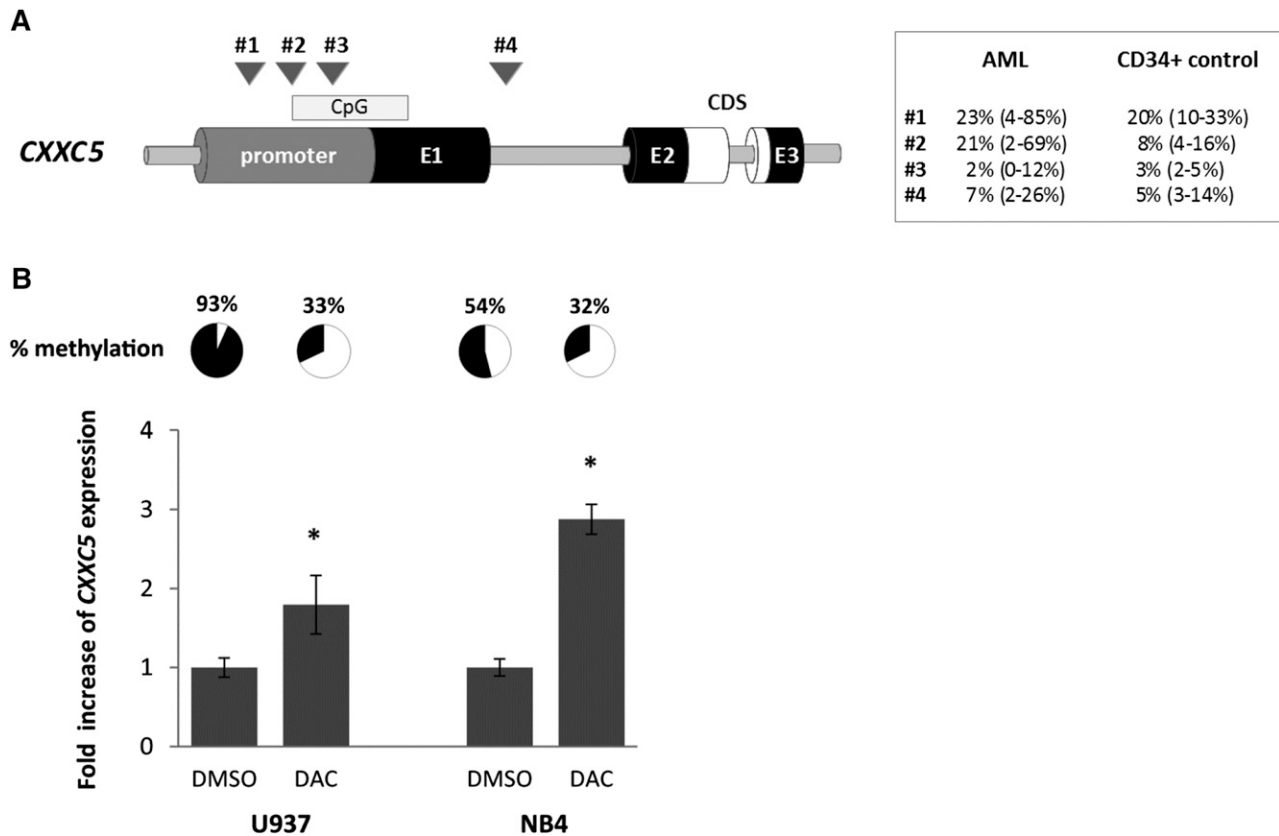 A
#1 #2 #3 #4
CpG
CDS
CXXC5 promoter E1 E2 E3
AML CD34+ control
#1 23% (4-85%) 20% (10-33%)
#2 21% (2-69%) 8% (4-16%)
#3 2% (0-12%) 3% (2-5%)
#4 7% (2-26%) 5% (3-14%)
B
93% 33% 54% 32%
% methylation
Fold increase of CXXC5 expression
4
3
2
1
0
* *
DMSO DAC DMSO DAC
U937 NB4